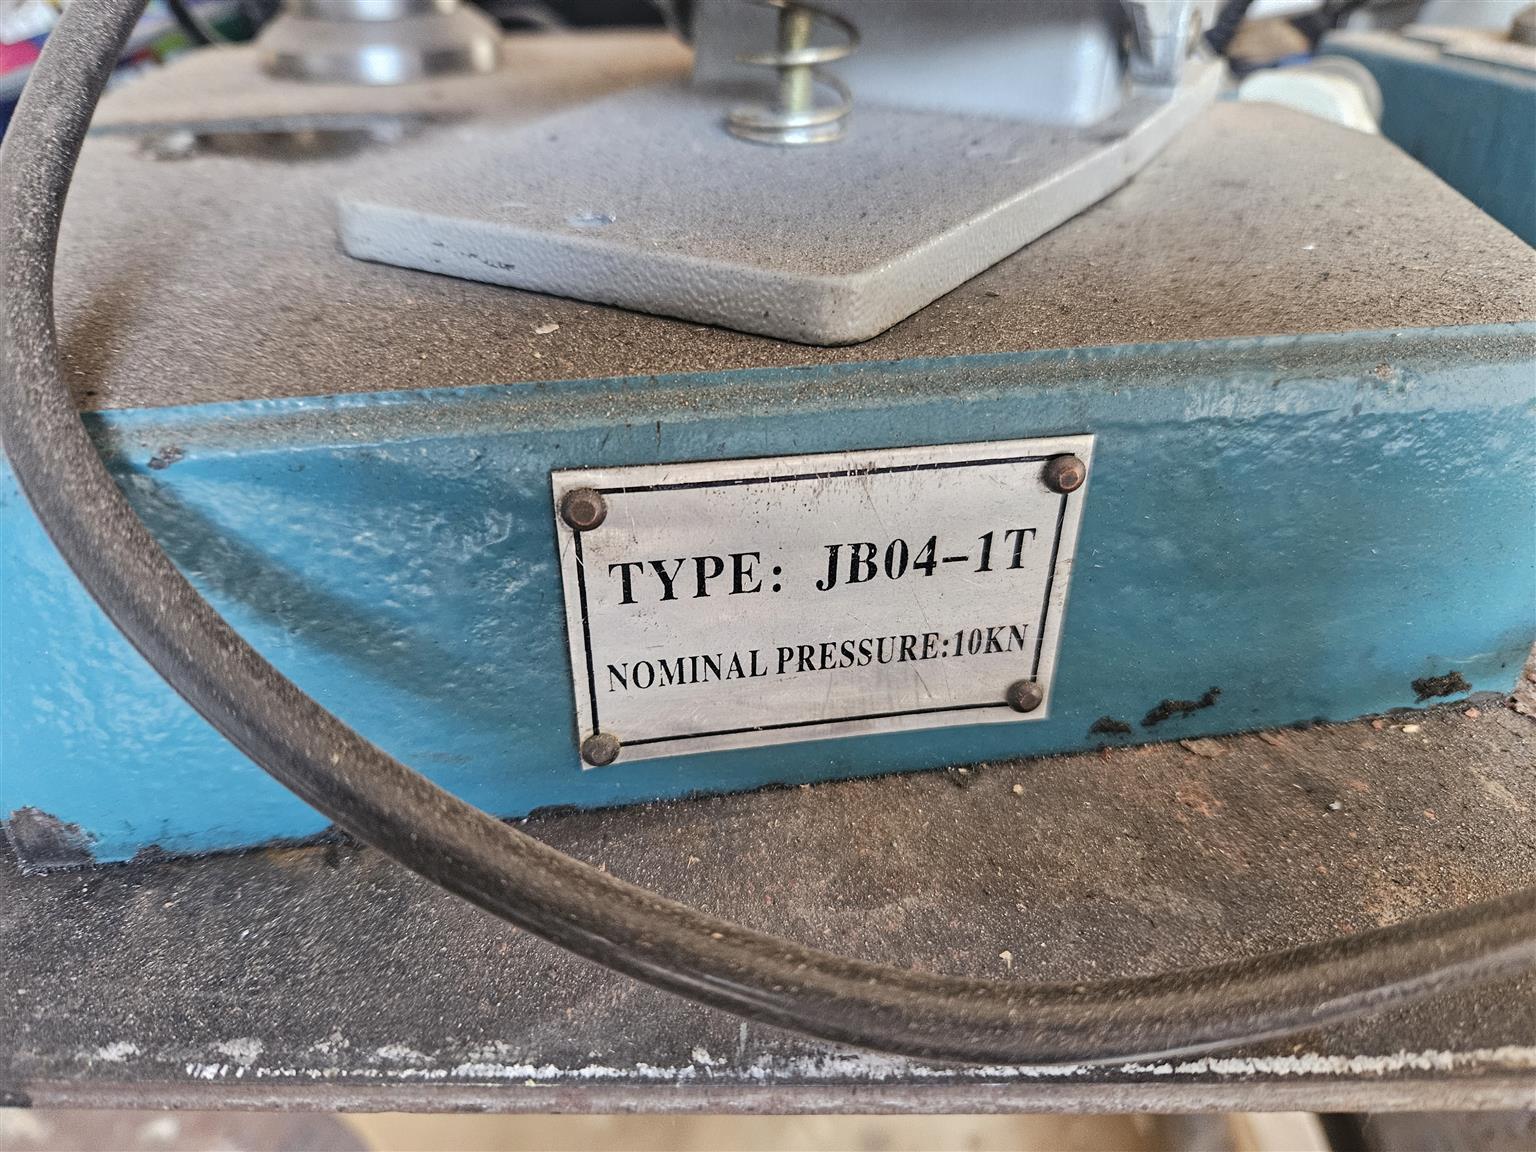 TYPE: JB04-1T
NOMINAL PRESSURE:10KN